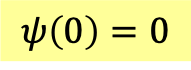 ψ(0) = 0